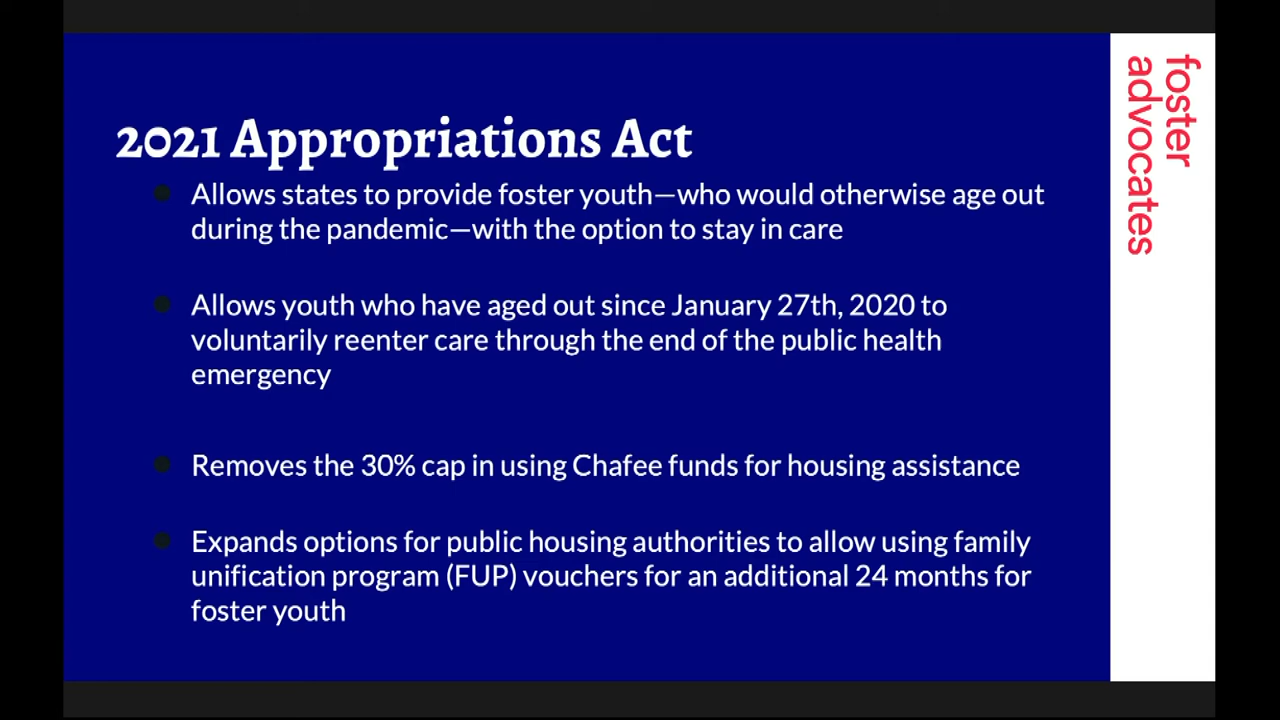 2021 Appropriations Act
Allows states to provide foster youth—who would otherwise age out
during the pandemic—with the option to stay in care
Allows youth who have aged out since January 27th, 2020 to
voluntarily reenter care through the end of the public health
emergency
Removes the 30% cap in using Chafee funds for housing assistance
Expands options for public housing authorities to allow using family
unification program (FUP) vouchers for an additional 24 months for
foster youth
foster
advocates